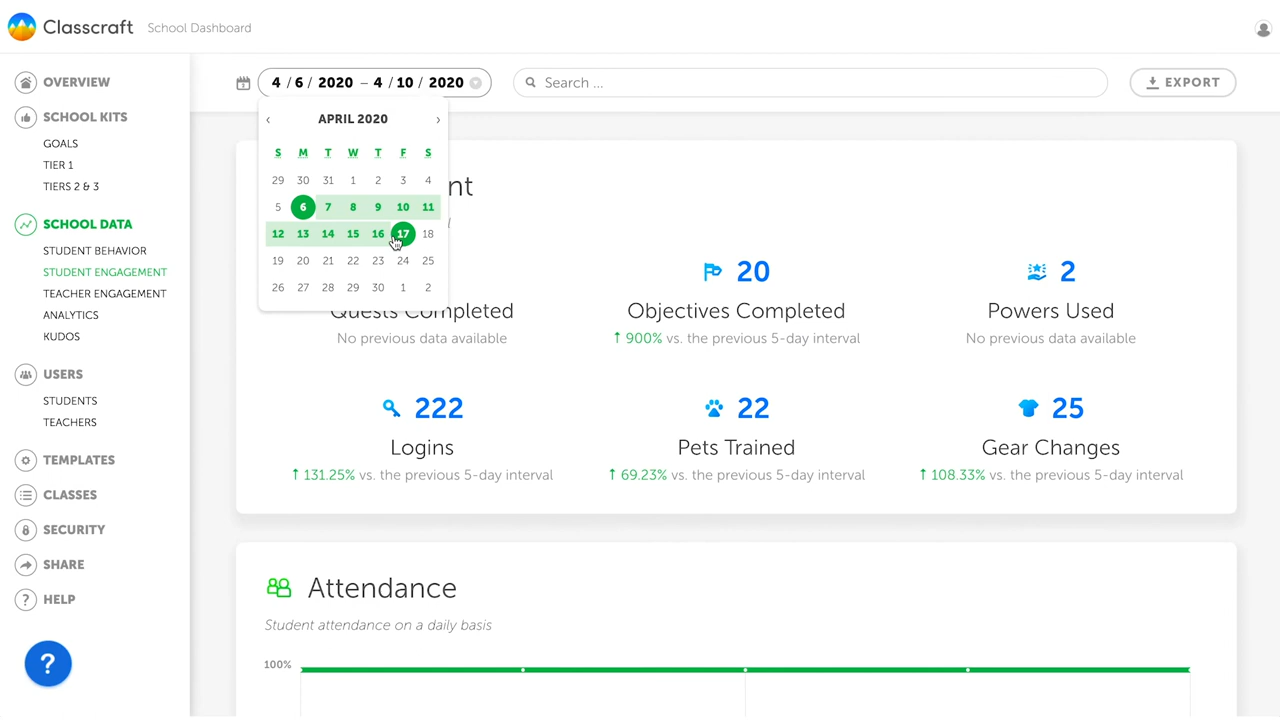 Classcraft School Dashboard
OVERVIEW
SCHOOL KITS
GOALS
TIER 1
TIERS 2 & 3
SCHOOL DATA
STUDENT BEHAVIOR
STUDENT ENGAGEMENT
TEACHER ENGAGEMENT
ANALYTICS
KUDOS
USERS
STUDENTS
TEACHERS
TEMPLATES
CLASSES
SECURITY
SHARE
HELP
?
4 / 6 / 2020 – 4 / 10 / 2020
Search ...
EXPORT
‹ APRIL 2020 ›
S M T W T F S
29 30 31 1 2 3 4
5 6 7 8 9 10 11
12 13 14 15 16 17 18
19 20 21 22 23 24 25
26 27 28 29 30 1 2
nt
Quests Completed
No previous data available
20
Objectives Completed
↑ 900% vs. the previous 5-day interval
2
Powers Used
No previous data available
222
Logins
↑ 131.25% vs. the previous 5-day interval
22
Pets Trained
↑ 69.23% vs. the previous 5-day interval
25
Gear Changes
↑ 108.33% vs. the previous 5-day interval
Attendance
Student attendance on a daily basis
100%